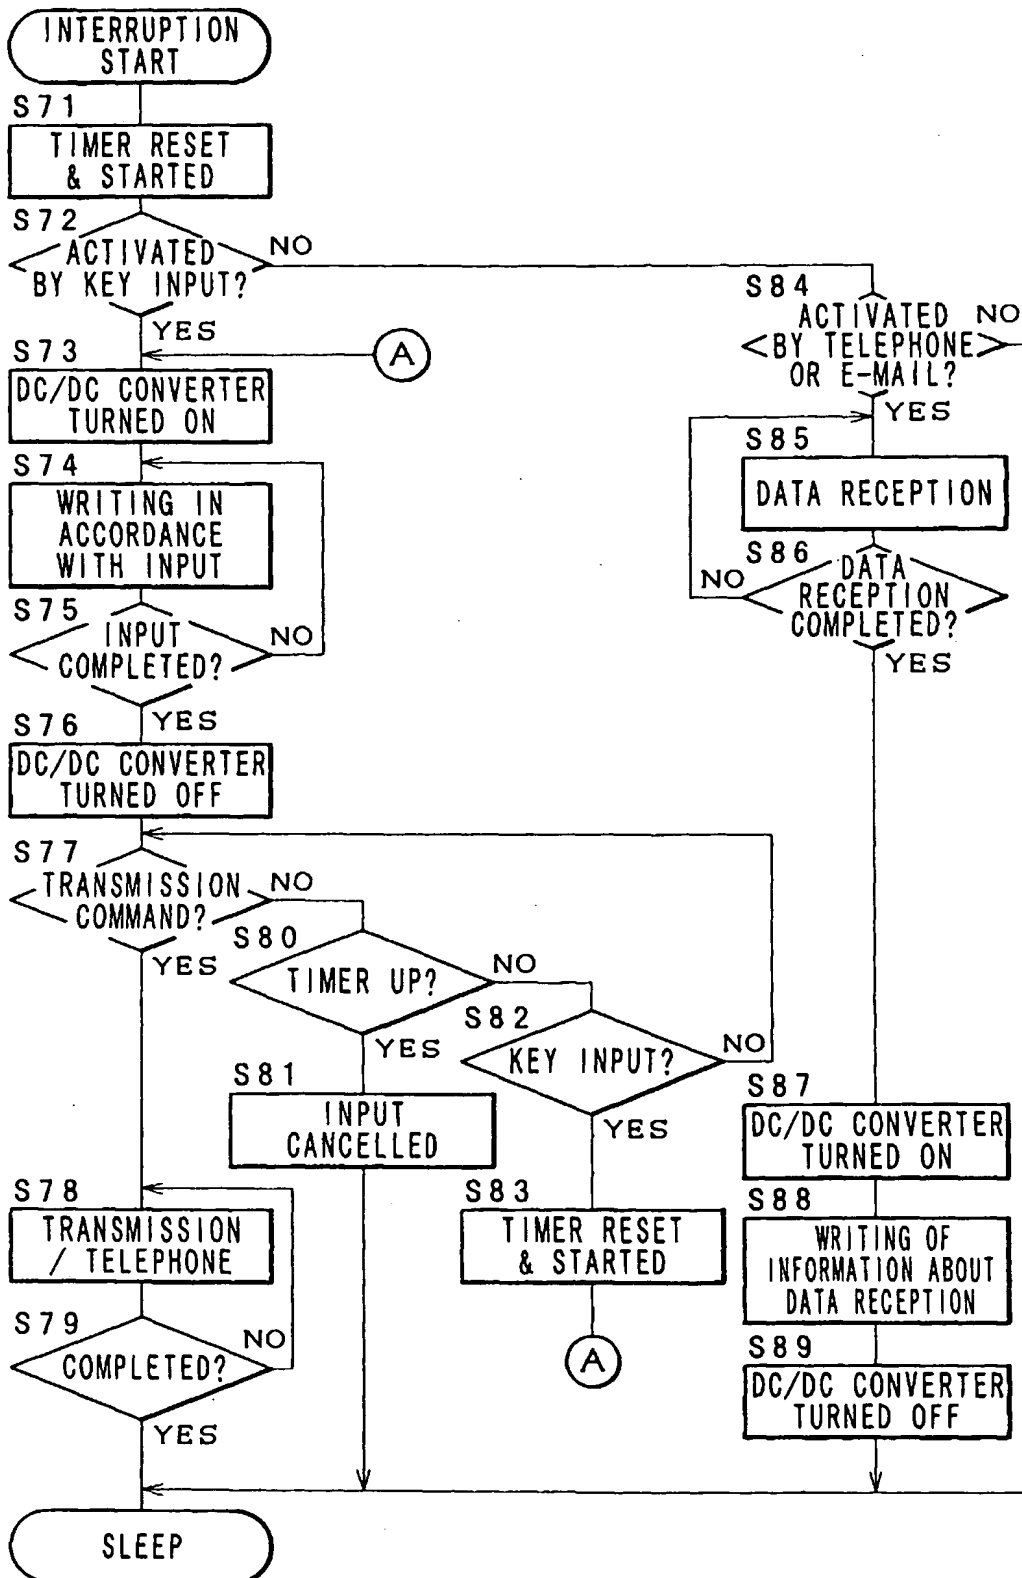 INTERRUPTION
START
S71
TIMER RESET
& STARTED
S72
ACTIVATED
BY KEY INPUT?
NO
YES
S73
A
DC/DC CONVERTER
TURNED ON
S74
WRITING IN
ACCORDANCE
WITH INPUT
S75
INPUT
COMPLETED?
NO
YES
S76
DC/DC CONVERTER
TURNED OFF
S77
TRANSMISSION
COMMAND?
NO
YES
S78
TRANSMISSION
/ TELEPHONE
S79
COMPLETED?
NO
YES
SLEEP
S80
TIMER UP?
NO
YES
S81
INPUT
CANCELLED
S82
KEY INPUT?
NO
YES
S83
TIMER RESET
& STARTED
A
S84
ACTIVATED
BY TELEPHONE
OR E-MAIL?
NO
YES
S85
DATA RECEPTION
S86
DATA
RECEPTION
COMPLETED?
NO
YES
S87
DC/DC CONVERTER
TURNED ON
S88
WRITING OF
INFORMATION ABOUT
DATA RECEPTION
S89
DC/DC CONVERTER
TURNED OFF